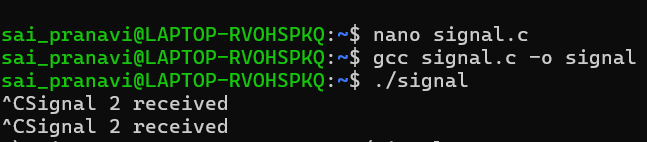 sai_pranavi@LAPTOP-RVOHSPKQ:~$ nano signal.c
sai_pranavi@LAPTOP-RVOHSPKQ:~$ gcc signal.c -o signal
sai_pranavi@LAPTOP-RVOHSPKQ:~$ ./signal
^CSignal 2 received
^CSignal 2 received